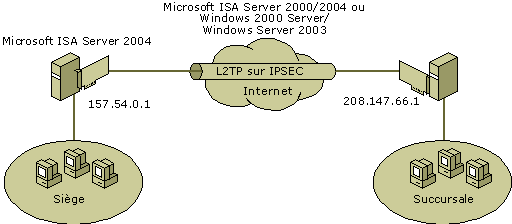 Microsoft ISA Server 2000/2004 ou
Windows 2000 Server/
Windows Server 2003
Microsoft ISA Server 2004
L2TP sur IPSEC
Internet
157.54.0.1
208.147.66.1
Siège
Succursale